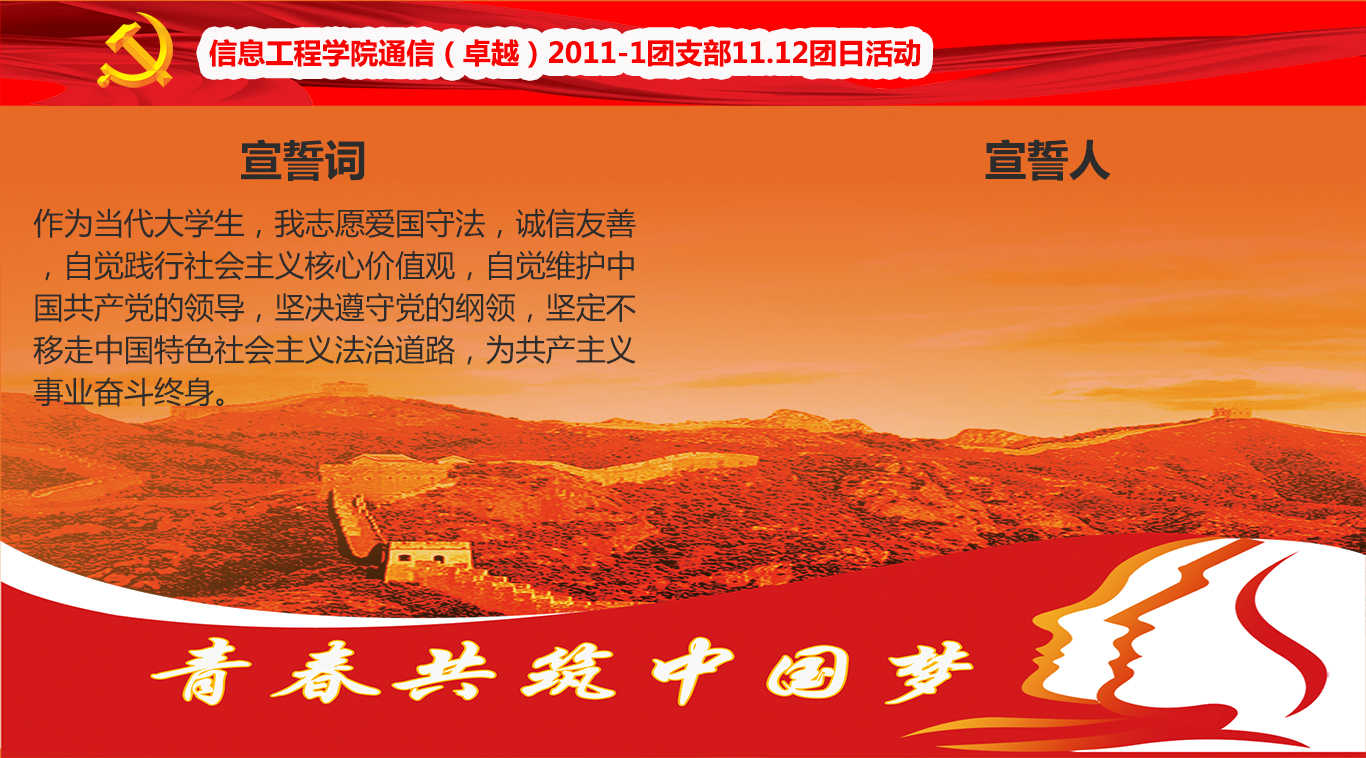 信息工程学院通信（卓越）2011-1团支部11.12团日活动
宣誓词
作为当代大学生，我志愿爱国守法，诚信友善
，自觉践行社会主义核心价值观，自觉维护中
国共产党的领导，坚决遵守党的纲领，坚定不
移走中国特色社会主义法治道路，为共产主义
事业奋斗终身。
宣誓人
青春共筑中国梦